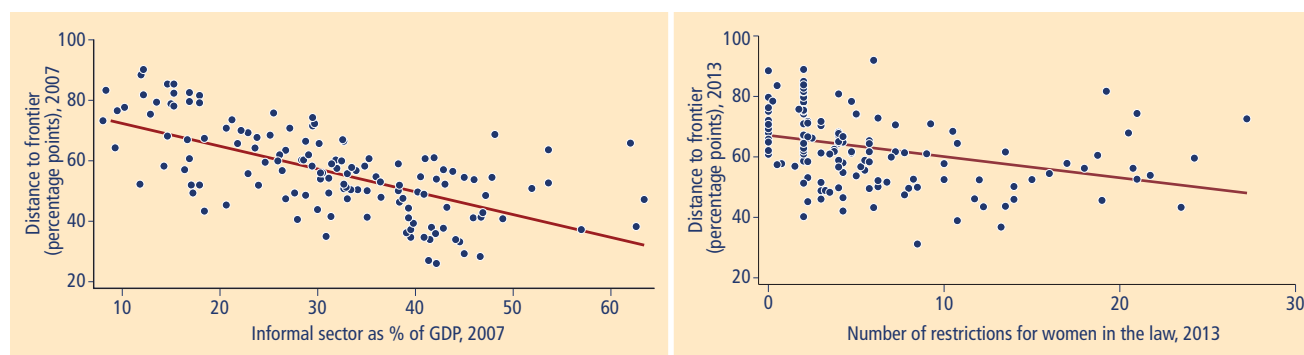 Distance to frontier
(percentage points), 2007
100
80
60
40
20
10 20 30 40 50 60
Informal sector as % of GDP, 2007
Distance to frontier
(percentage points), 2013
100
80
60
40
20
0 10 20 30
Number of restrictions for women in the law, 2013